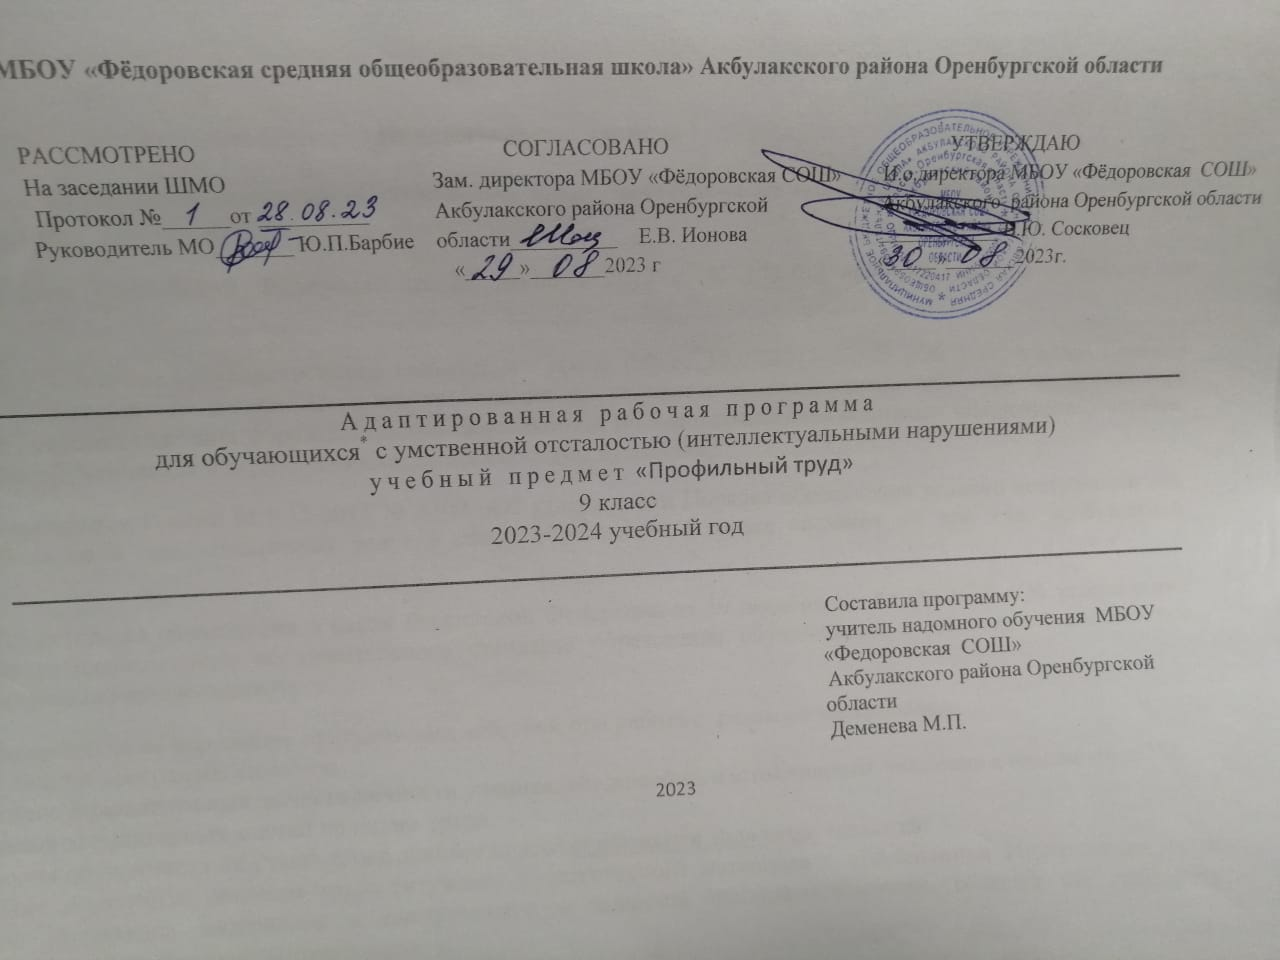 МБОУ «Фёдоровская средняя общеобразовательная школа» Акбулакского района Оренбургской области
РАССМОТРЕНО
На заседании ШМО
Протокол № 1 от 28.08.23
Руководитель МО Ю.П.Барбие
СОГЛАСОВАНО
Зам. директора МБОУ «Фёдоровская СОШ»
Акбулакского района Оренбургской
области Е.В. Ионова
«29» 08 2023 г
УТВЕРЖДАЮ
И.о.директора МБОУ «Фёдоровская СОШ»
Акбулакского района Оренбургской области
Сосковец
«30» 08 2023г.
Адаптированная рабочая программа
для обучающихся* с умственной отсталостью (интеллектуальными нарушениями)
учебный предмет «Профильный труд»
9 класс
2023-2024 учебный год
Составила программу:
учитель надомного обучения МБОУ
«Федоровская СОШ»
Акбулакского района Оренбургской
области
Деменева М.П.
2023